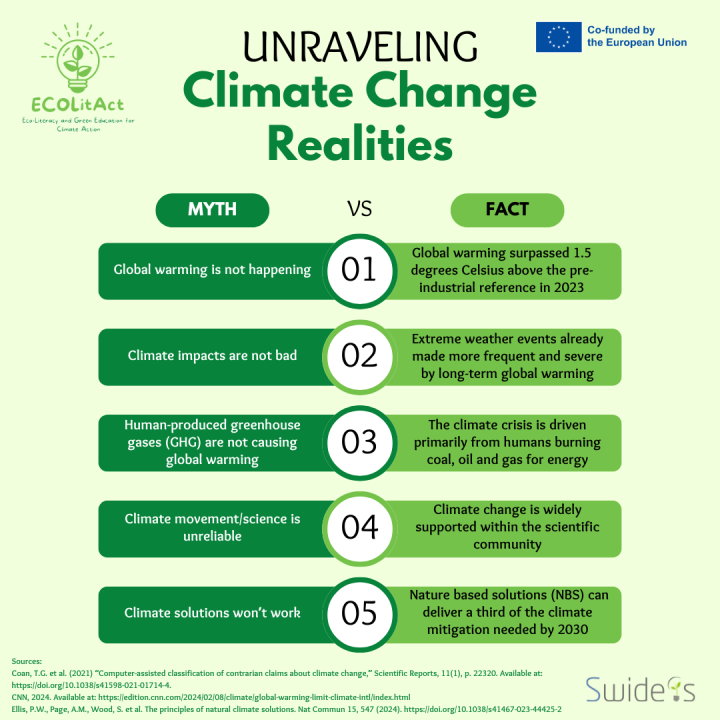 UNRAVELING
Climate Change
Realities
ECOLitAct
Eco-Literacy and Green Education for
Climate Action
Co-funded by
the European Union
MYTH
VS
FACT
Global warming is not happening
01
Global warming surpassed 1.5
degrees Celsius above the pre-
industrial reference in 2023
Climate impacts are not bad
02
Extreme weather events already
made more frequent and severe
by long-term global warming
Human-produced greenhouse
gases (GHG) are not causing
global warming
03
The climate crisis is driven
primarily from humans burning
coal, oil and gas for energy
Climate movement/science is
unreliable
04
Climate change is widely
supported within the scientific
community
Climate solutions won't work
05
Nature based solutions (NBS) can
deliver a third of the climate
mitigation needed by 2030
Sources:
Coan, T.G. et al. (2021) "Computer-assisted classification of contrarian claims about climate change," Scientific Reports, 11(1), p. 22320. Available at:
https://doi.org/10.1038/s41598-021-01714-4.
CNN, 2024. Available at: https://edition.cnn.com/2024/02/08/climate/global-warming-limit-climate-intl/index.html
Ellis, P.W., Page, A.M., Wood, S. et al. The principles of natural climate solutions. Nat Commun 15, 547 (2024). https://doi.org/10.1038/s41467-023-44425-2
Swideas